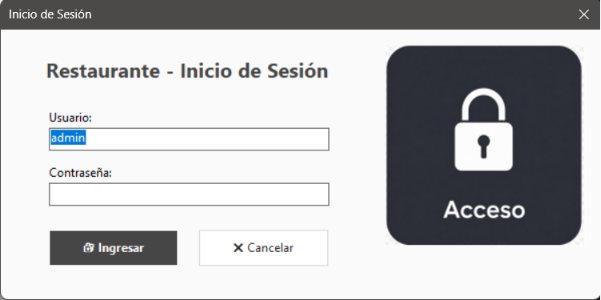 Inicio de Sesión
Restaurante - Inicio de Sesión
Usuario:
admin
Contraseña:
Ingresar
Cancelar
Acceso